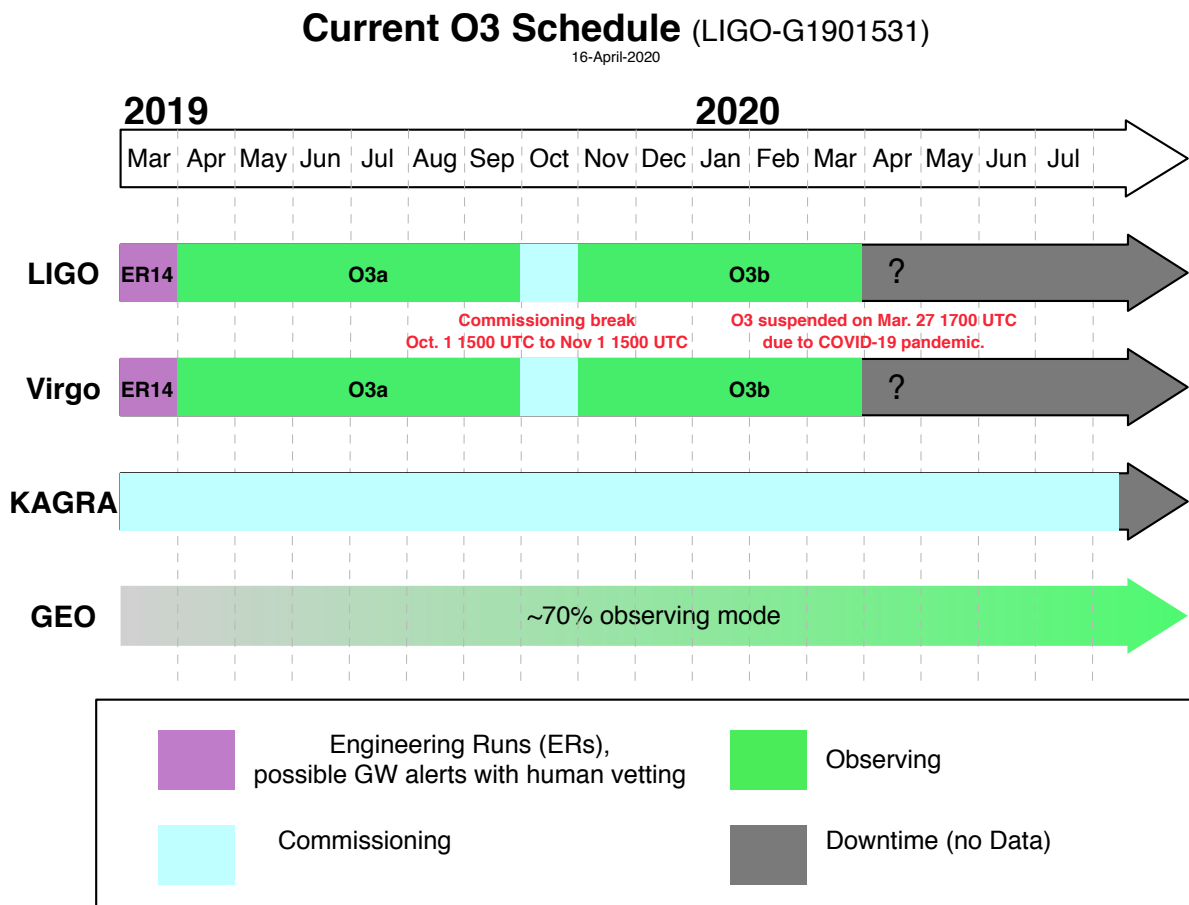 Current O3 Schedule (LIGO-G1901531)
16-April-2020
2019 2020
Mar Apr May Jun Jul Aug Sep Oct Nov Dec Jan Feb Mar Apr May Jun Jul
LIGO ER14 O3a O3b ?
Commissioning break O3 suspended on Mar. 27 1700 UTC
Oct. 1 1500 UTC to Nov 1 1500 UTC due to COVID-19 pandemic.
Virgo ER14 O3a O3b ?
KAGRA
GEO ~70% observing mode
Engineering Runs (ERs),
possible GW alerts with human vetting
Observing
Commissioning
Downtime (no Data)